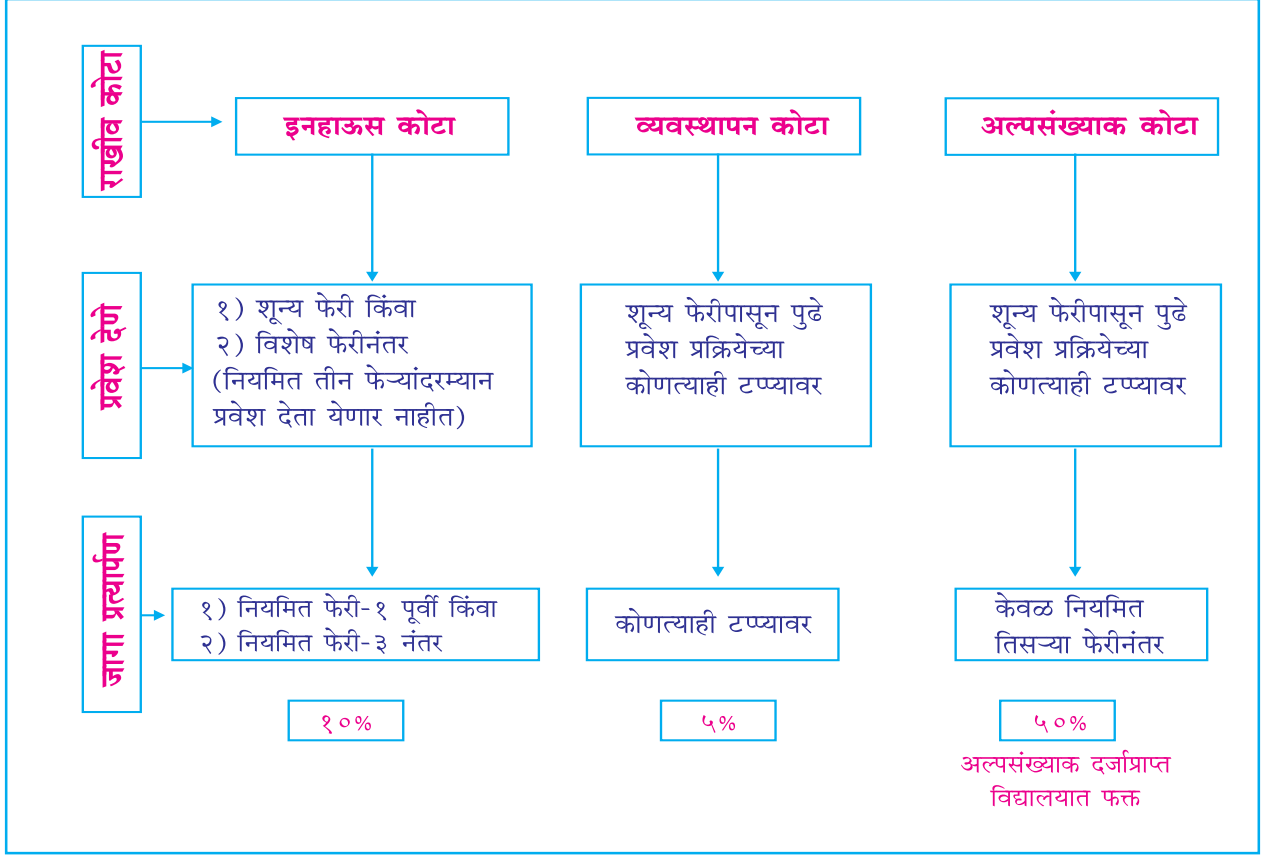 राखीव कोटा
इनहाऊस कोटा
व्यवस्थापन कोटा
अल्पसंख्याक कोटा
प्रवेश देणे
१) शून्य फेरी किंवा
२) विशेष फेरीनंतर
(नियमित तीन फेऱ्यांदरम्यान
प्रवेश देता येणार नाहीत)
शून्य फेरीपासून पुढे
प्रवेश प्रक्रियेच्या
कोणत्याही टप्प्यावर
शून्य फेरीपासून पुढे
प्रवेश प्रक्रियेच्या
कोणत्याही टप्प्यावर
जागा प्रत्यार्पण
१) नियमित फेरी-१ पूर्वी किंवा
२) नियमित फेरी-३ नंतर
कोणत्याही टप्प्यावर
केवळ नियमित
तिसऱ्या फेरीनंतर
१०%
५%
५०%
अल्पसंख्याक दर्जाप्राप्त
विद्यालयात फक्त